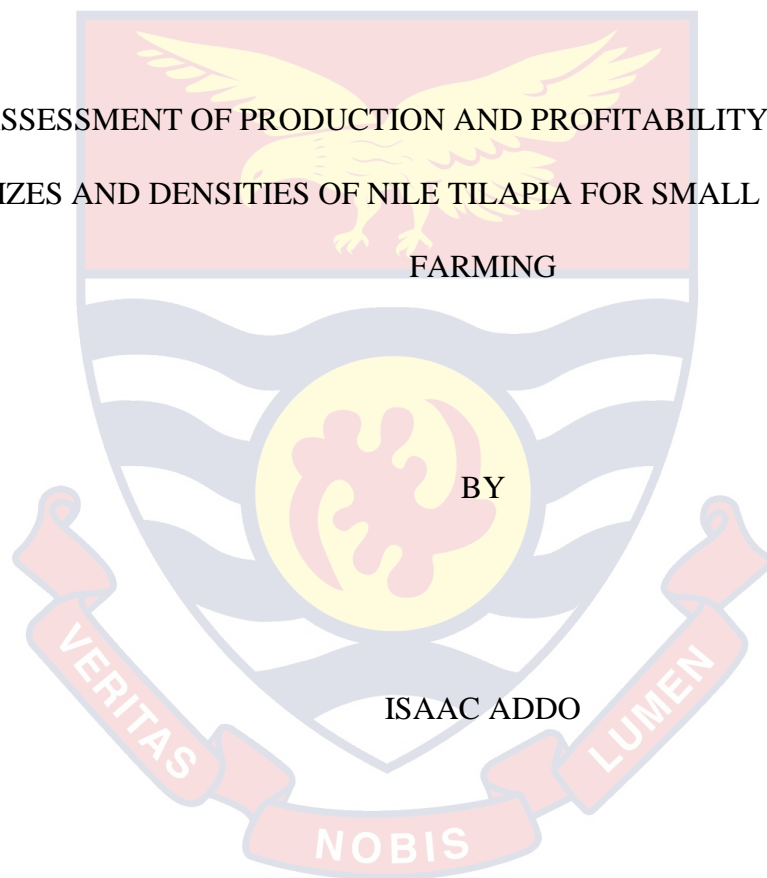 SSESSMENT OF PRODUCTION AND PROFITABILITY
IZES AND DENSITIES OF NILE TILAPIA FOR SMALL
FARMING
BY
ISAAC ADDO
VERITAS
NOBIS
LUMEN